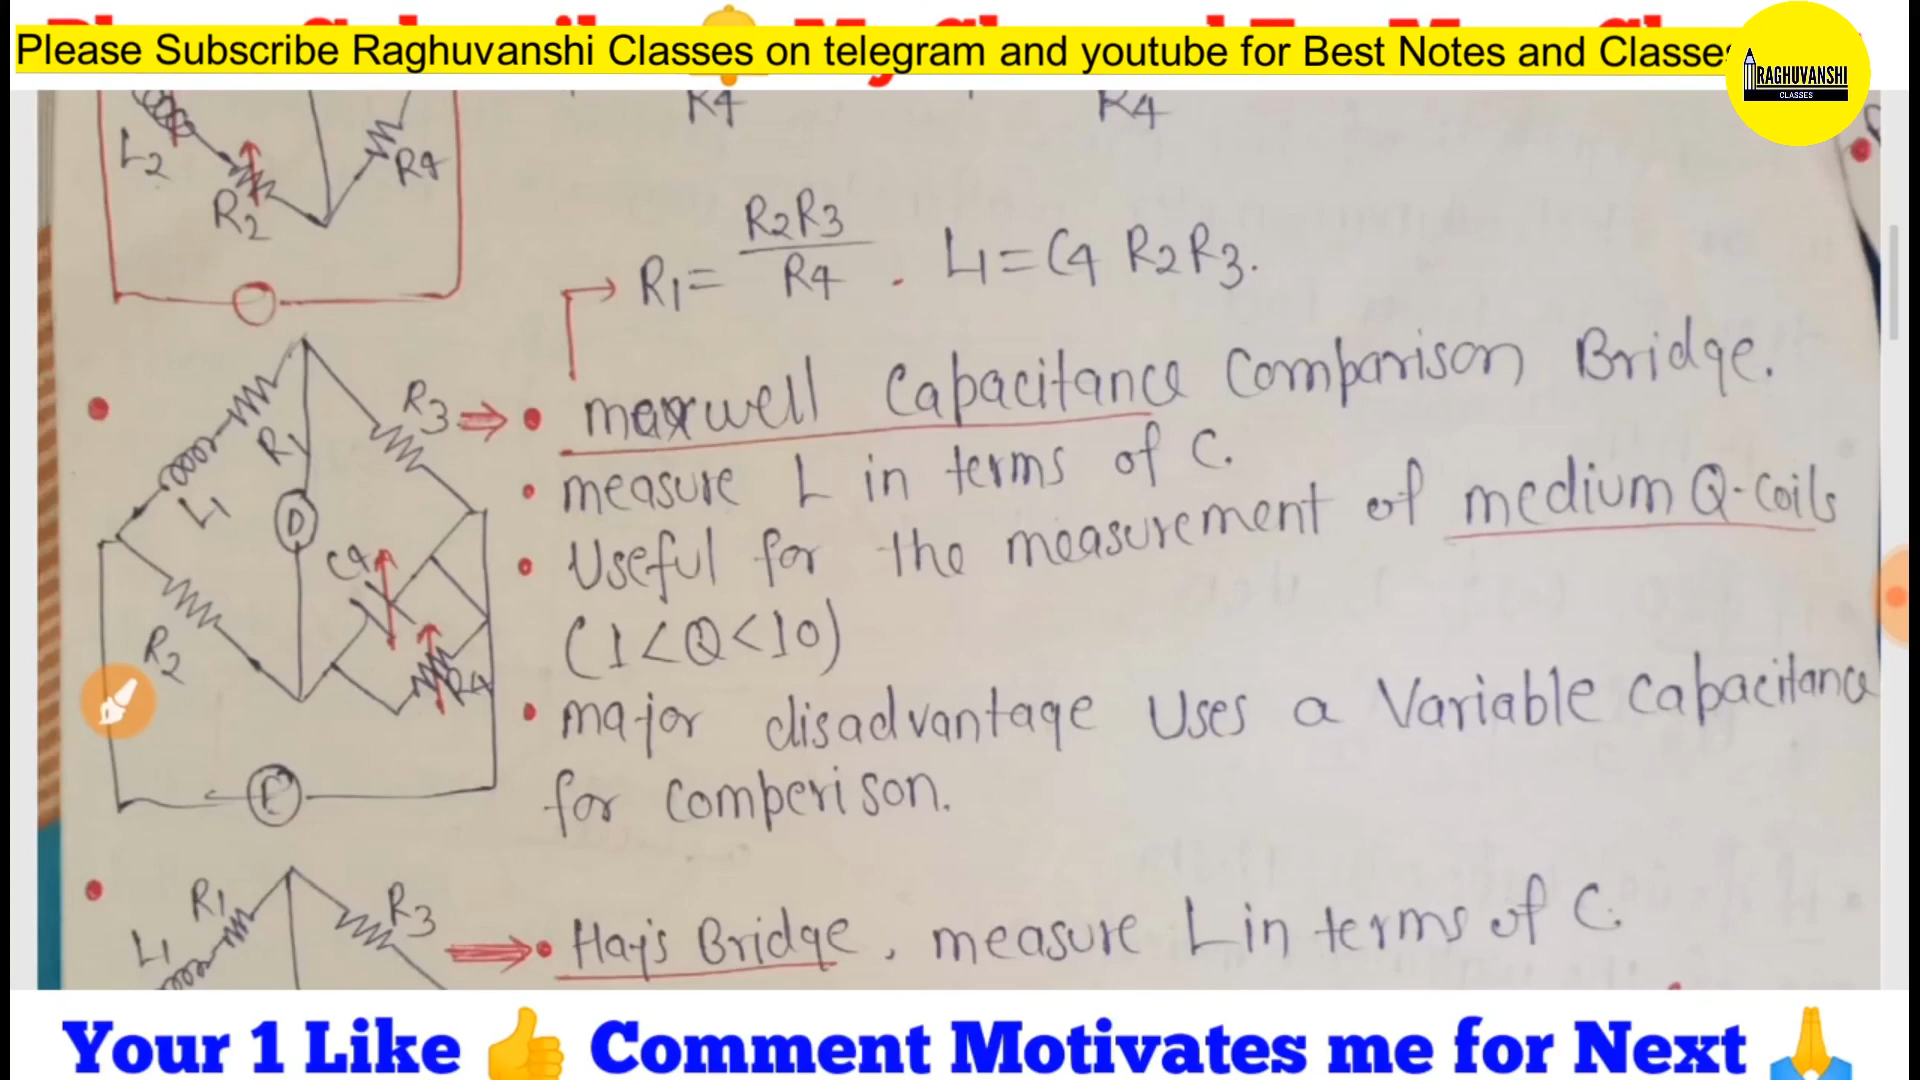 Please Subscribe Raghuvanshi Classes on telegram and youtube for Best Notes and Classes
RAGHUVANSHI
CLASSES
R4
R4
L2
R4
R2
R1 = R2R3 / R4 . L1 = C4 R2R3.
R3
R1
L1
D
C4
R2
R4
E
maxwell Capacitance Comparison Bridge.
measure L in terms of C.
Useful for the measurement of medium Q-coils
(1<Q<10)
major disadvantage Uses a Variable Capacitance
for Comperison.
R1
R3
L1
Hay's Bridge, measure L in terms of C.
Your 1 Like 👍 Comment Motivates me for Next 🙏